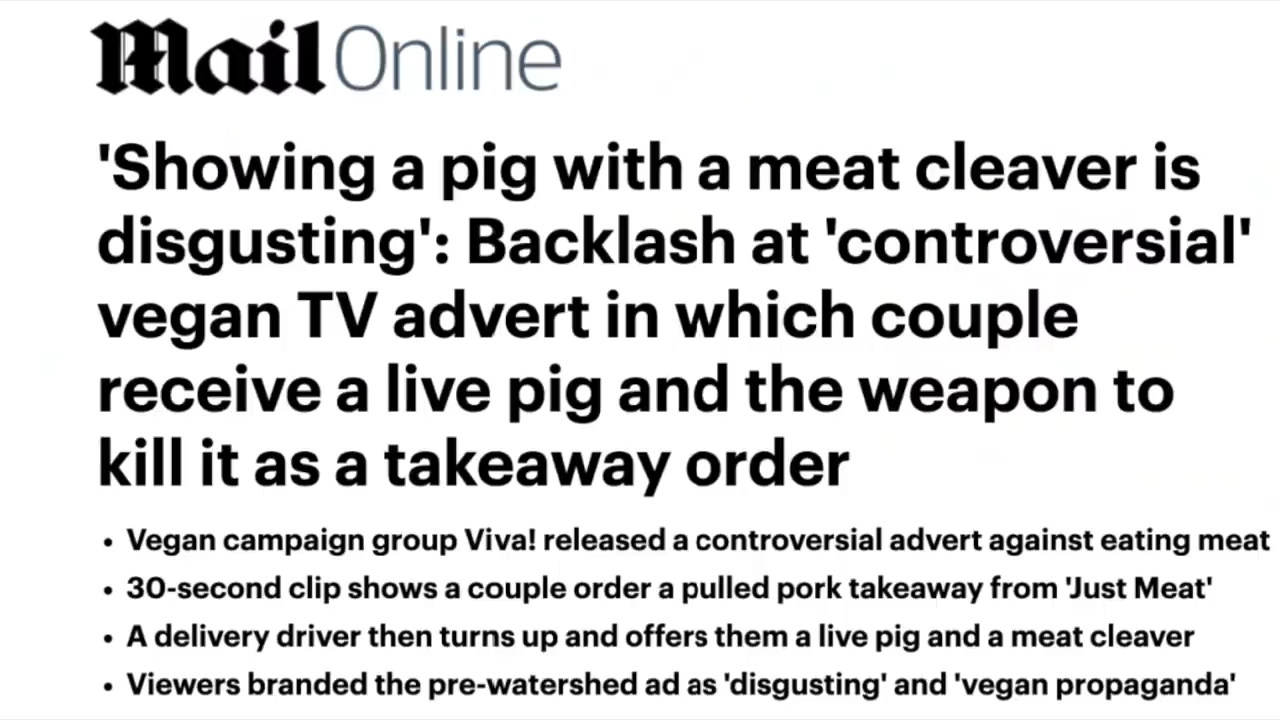 Mail Online
'Showing a pig with a meat cleaver is
disgusting': Backlash at 'controversial'
vegan TV advert in which couple
receive a live pig and the weapon to
kill it as a takeaway order
• Vegan campaign group Viva! released a controversial advert against eating meat
• 30-second clip shows a couple order a pulled pork takeaway from 'Just Meat'
• A delivery driver then turns up and offers them a live pig and a meat cleaver
• Viewers branded the pre-watershed ad as 'disgusting' and 'vegan propaganda'